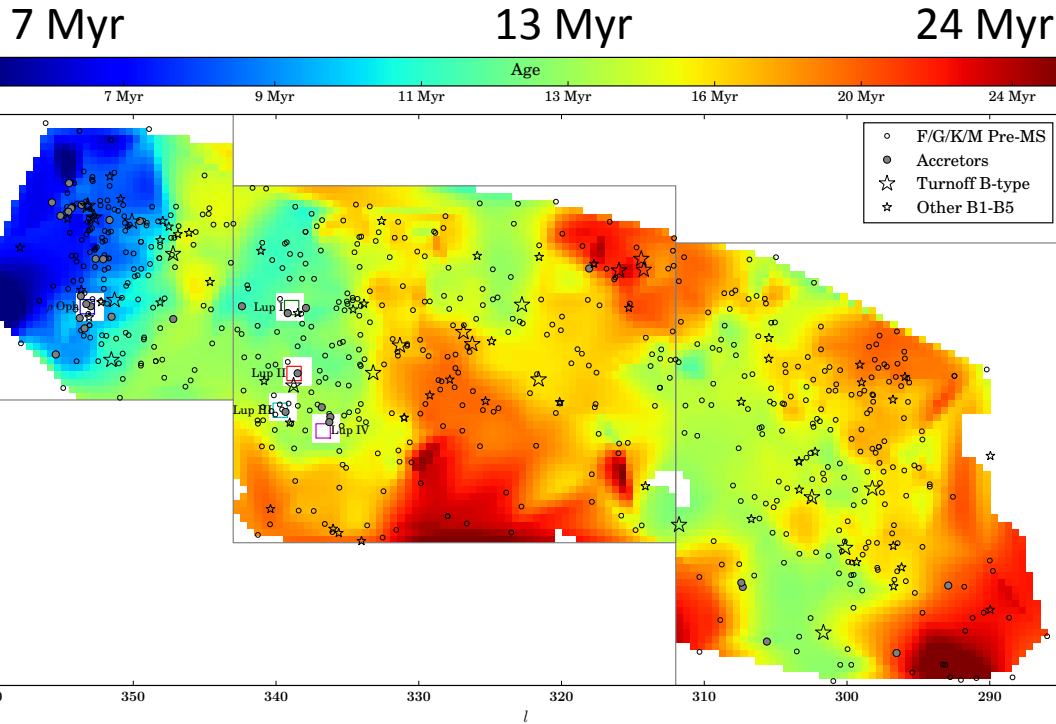 7 Myr 13 Myr 24 Myr
Age
7 Myr 9 Myr 11 Myr 13 Myr 16 Myr 20 Myr 24 Myr
F/G/K/M Pre-MS
Accretors
Turnoff B-type
Other B1-B5
Oph
Lup I
Lup II
Lup III
Lup IV
350 340 330 320 310 300 290
l